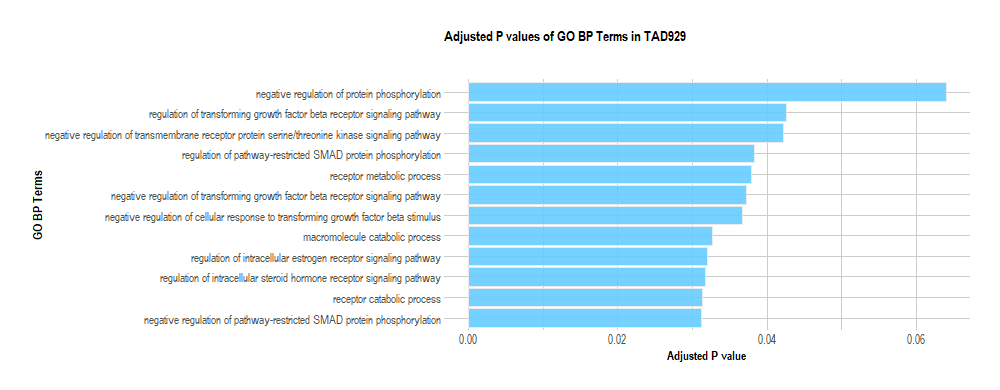 Adjusted P values of GO BP Terms in TAD929
GO BP Terms
negative regulation of protein phosphorylation
regulation of transforming growth factor beta receptor signaling pathway
negative regulation of transmembrane receptor protein serine/threonine kinase signaling pathway
regulation of pathway-restricted SMAD protein phosphorylation
receptor metabolic process
negative regulation of transforming growth factor beta receptor signaling pathway
negative regulation of cellular response to transforming growth factor beta stimulus
macromolecule catabolic process
regulation of intracellular estrogen receptor signaling pathway
regulation of intracellular steroid hormone receptor signaling pathway
receptor catabolic process
negative regulation of pathway-restricted SMAD protein phosphorylation
0.00 0.02 0.04 0.06
Adjusted P value